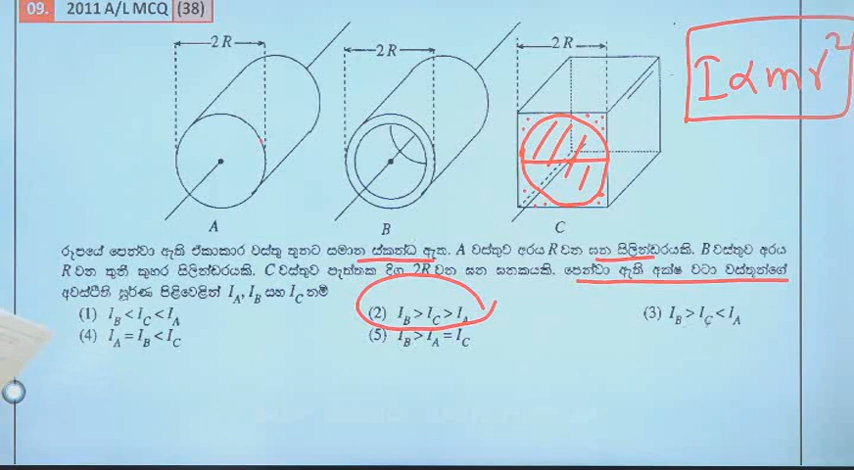 09. 2011 A/L MCQ (38)
2R 2R 2R
I α m r²
A B C
රූපයේ පෙන්වා ඇති ඒකාකාර වස්තු තුනට සමාන ස්කන්ධ ඇත. A වස්තුව අරය R වන ඝන සිලින්ඩරයකි. B වස්තුව අරය
R වන තුනී කුහර සිලින්ඩරයකි. C වස්තුව පැත්තක දිග 2R වන ඝන ඝනකයකි. පෙන්වා ඇති අක්ෂ වටා වස්තූන්ගේ
අවස්ථිති ඝූර්ණ පිළිවෙළින් I_A, I_B සහ I_C නම්
(1) I_B < I_C < I_A (2) I_B > I_C > I_A (3) I_B > I_C < I_A
(4) I_A = I_B < I_C (5) I_B > I_A = I_C